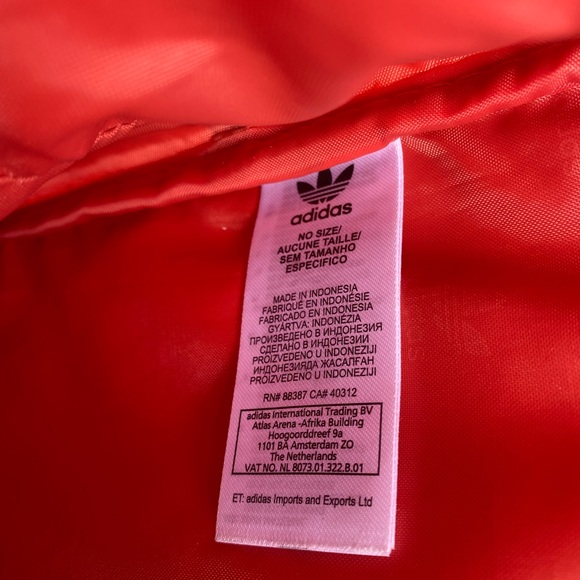 adidas
NO SIZE/
AUCUNE TAILLE/
SEM TAMANHO
ESPECIFICO
MADE IN INDONESIA
FABRIQUÉ EN INDONÉSIE
FABRICADO EN INDONESIA
GYÁRTVA: INDONÉZIA
ПРОИЗВЕДЕНО В ИНДОНЕЗИЯ
СДЕЛАНО В ИНДОНЕЗИИ
PROIZVEDENO U INDONEZIJI
ИНДОНЕЗИЯДА ЖАСАЛҒАН
PROIZVEDENO U INDONEZIJI
RN# 88387 CA# 40312
adidas International Trading BV
Atlas Arena -Afrika Building
Hoogoorddreef 9a
1101 BA Amsterdam ZO
The Netherlands
VAT NO. NL 8073.01.322.B.01
ET: adidas Imports and Exports Ltd